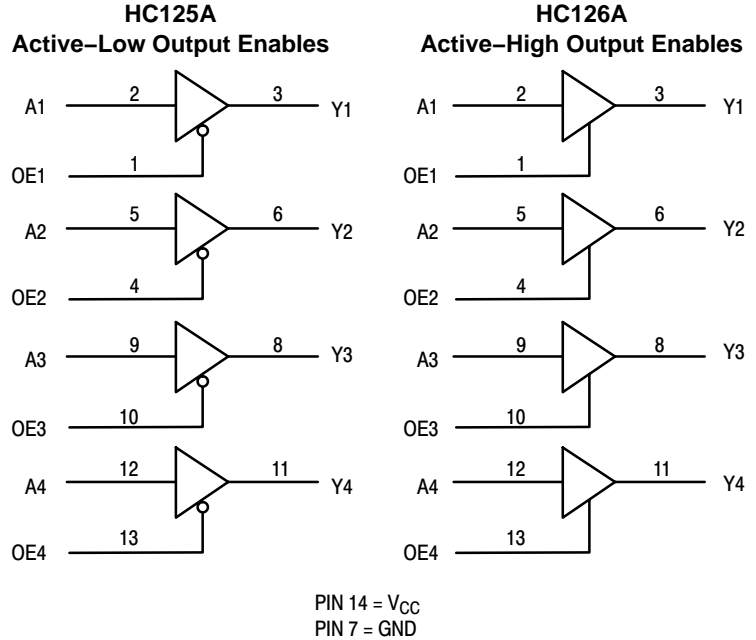 HC125A
Active–Low Output Enables
A1 2 3 Y1
OE1 1
A2 5 6 Y2
OE2 4
A3 9 8 Y3
OE3 10
A4 12 11 Y4
OE4 13
HC126A
Active–High Output Enables
A1 2 3 Y1
OE1 1
A2 5 6 Y2
OE2 4
A3 9 8 Y3
OE3 10
A4 12 11 Y4
OE4 13
PIN 14 = VCC
PIN 7 = GND